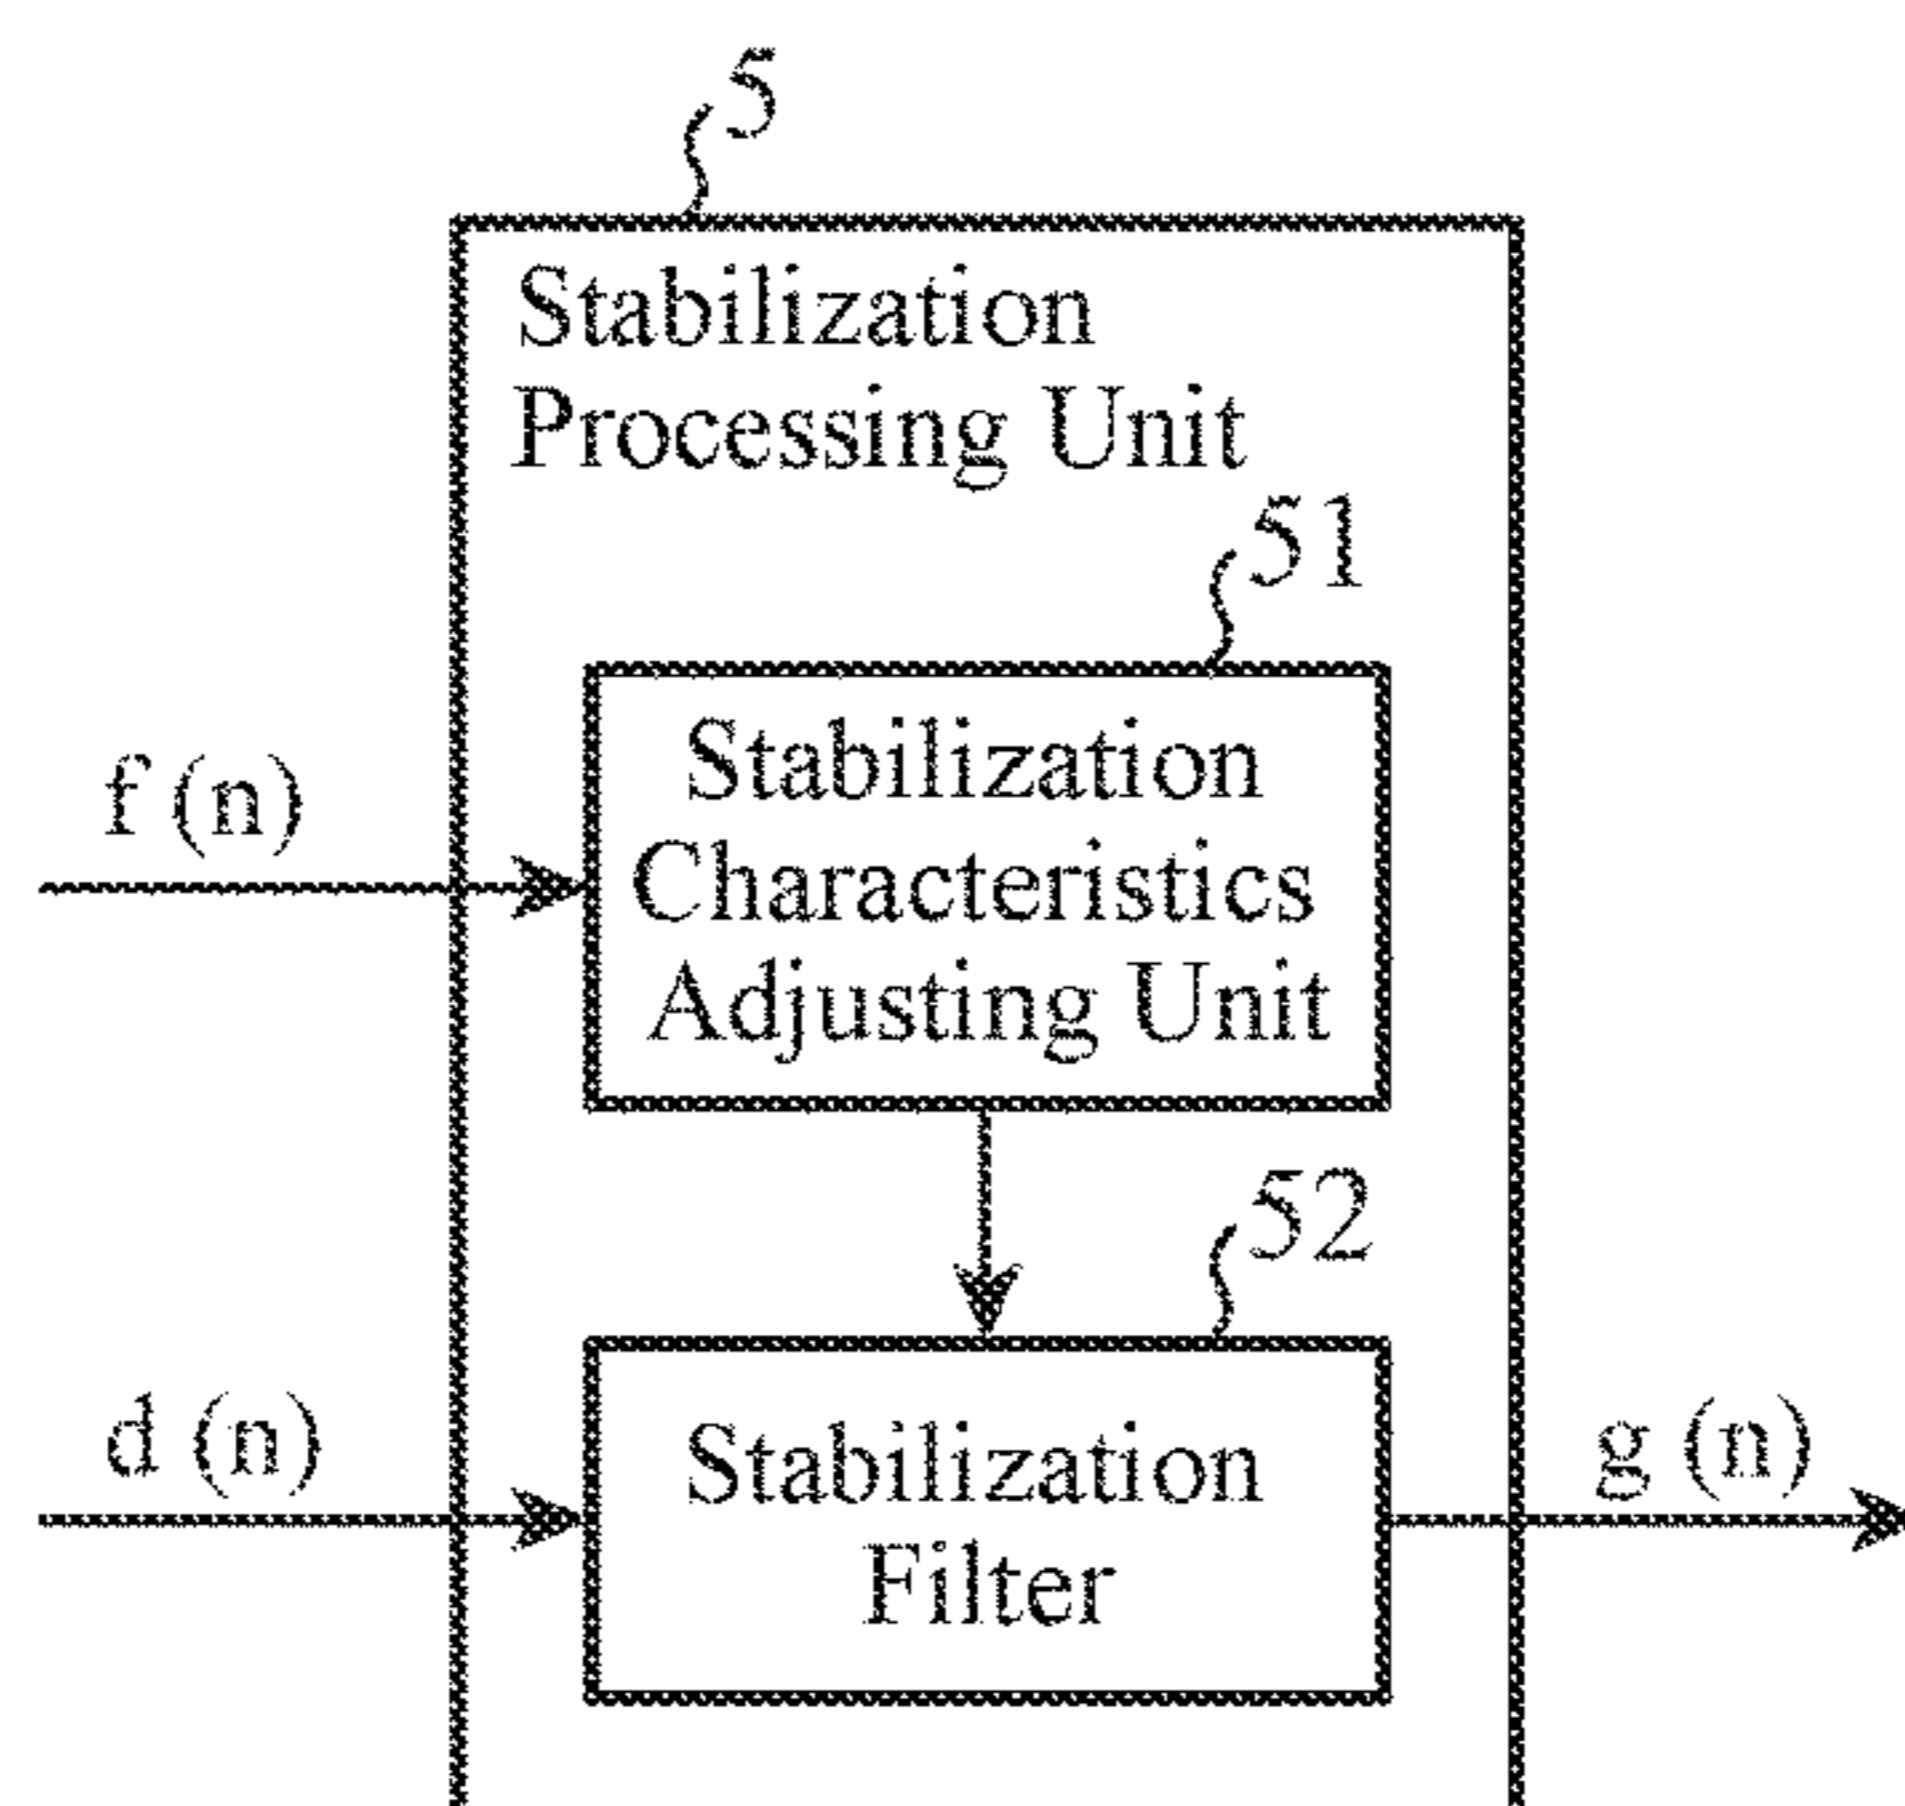 5
Stabilization
Processing Unit
51
f (n)
Stabilization
Characteristics
Adjusting Unit
52
d (n)
Stabilization
Filter
g (n)